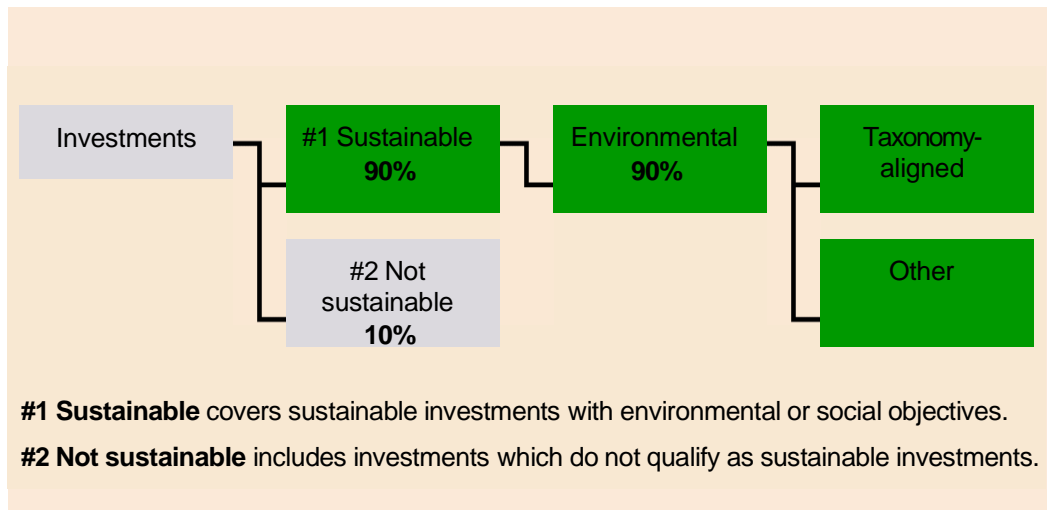 Investments
#1 Sustainable
90%
Environmental
90%
Taxonomy-
aligned
#2 Not
sustainable
10%
Other
#1 Sustainable covers sustainable investments with environmental or social objectives.
#2 Not sustainable includes investments which do not qualify as sustainable investments.